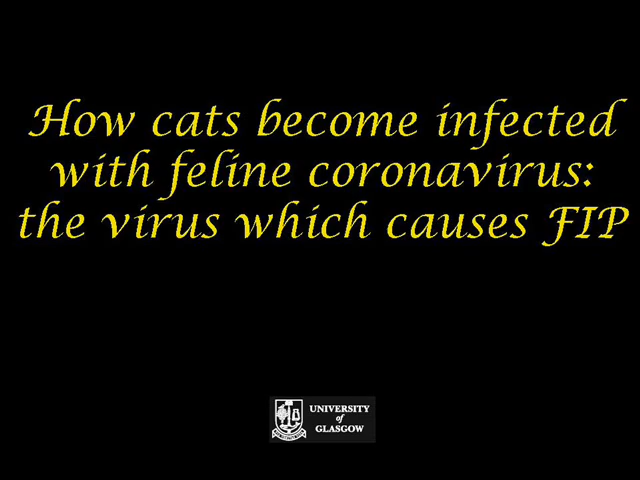 How cats become infected
with feline coronavirus:
the virus which causes FIP
UNIVERSITY
of
GLASGOW